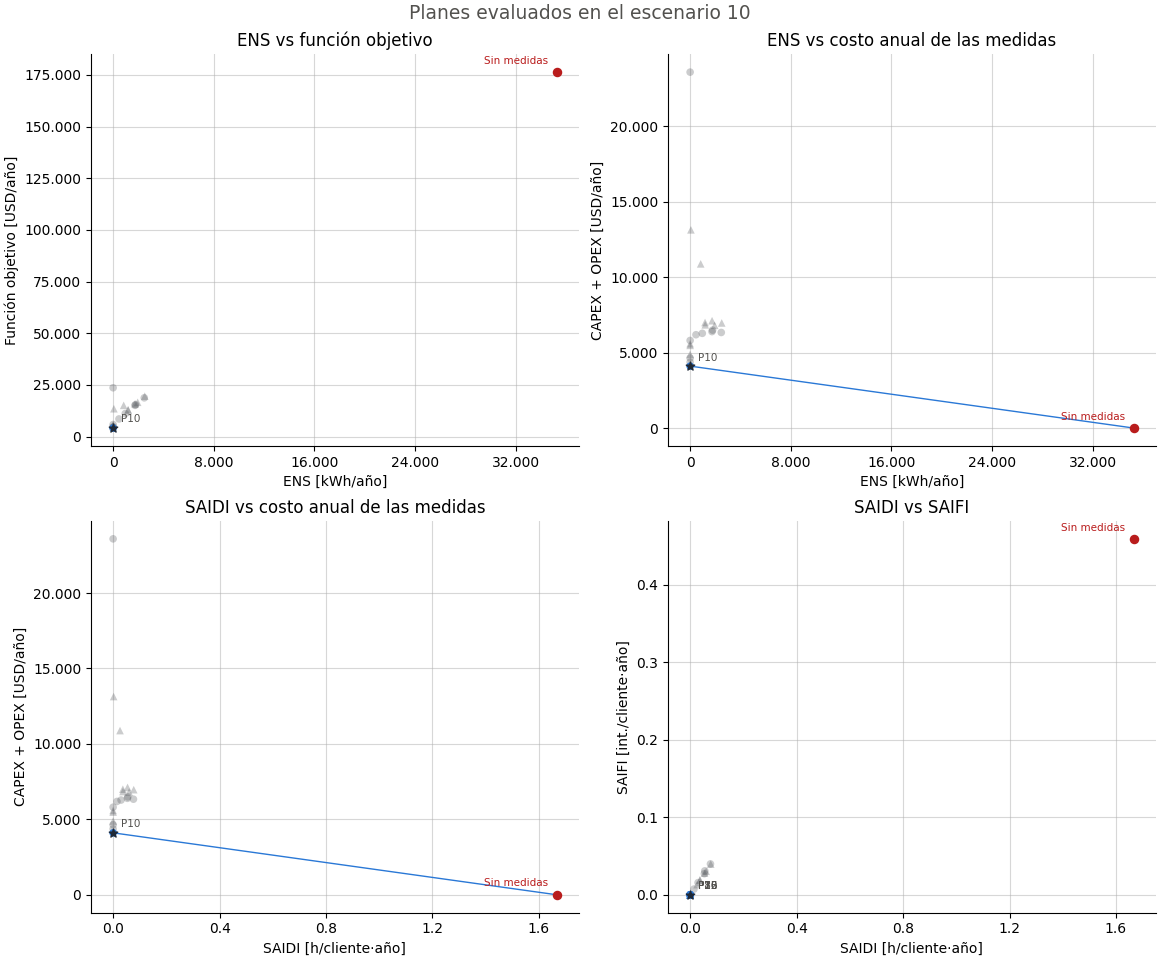 Planes evaluados en el escenario 10
ENS vs función objetivo
Función objetivo [USD/año]
175.000
150.000
125.000
100.000
75.000
50.000
25.000
0
Sin medidas
P10
0 8.000 16.000 24.000 32.000
ENS [kWh/año]
ENS vs costo anual de las medidas
CAPEX + OPEX [USD/año]
20.000
15.000
10.000
5.000
0
P10
Sin medidas
0 8.000 16.000 24.000 32.000
ENS [kWh/año]
SAIDI vs costo anual de las medidas
CAPEX + OPEX [USD/año]
20.000
15.000
10.000
5.000
0
P10
Sin medidas
0.0 0.4 0.8 1.2 1.6
SAIDI [h/cliente·año]
SAIDI vs SAIFI
SAIFI [int./cliente·año]
0.4
0.3
0.2
0.1
0.0
Sin medidas
0.0 0.4 0.8 1.2 1.6
SAIDI [h/cliente·año]